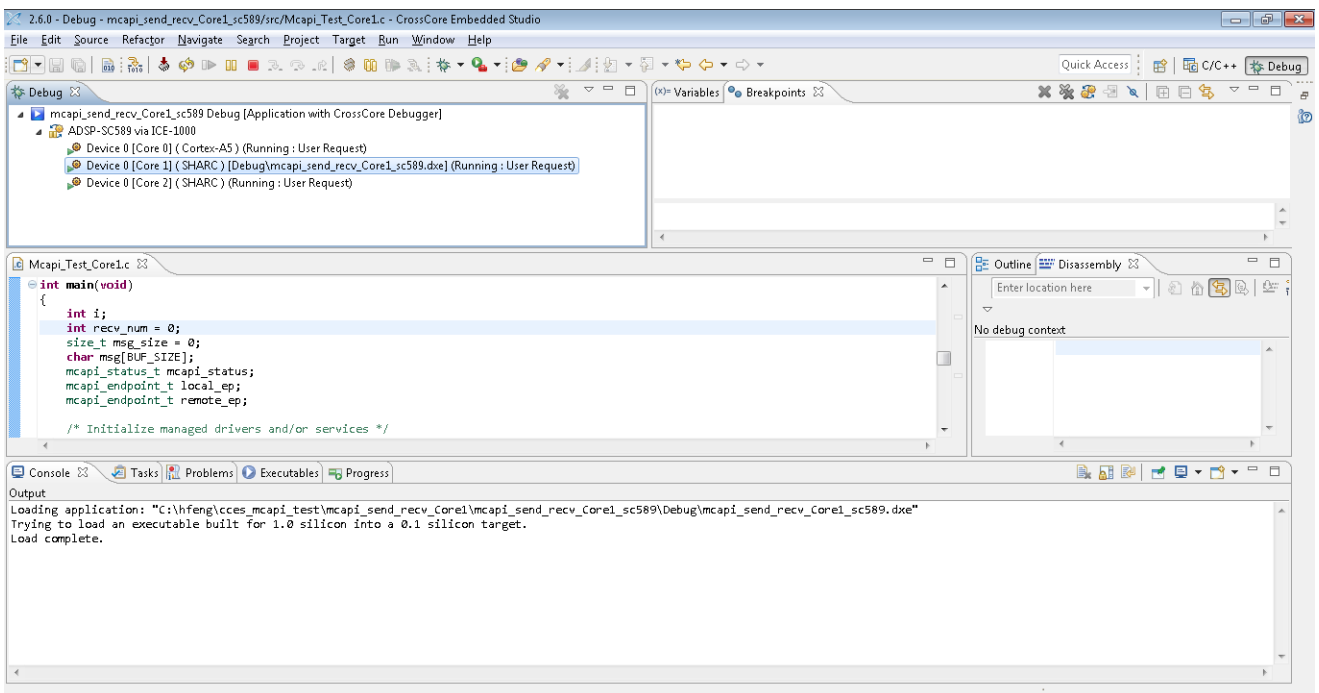 2.6.0 - Debug - mcapi_send_recv_Core1_sc589/src/Mcapi_Test_Core1.c - CrossCore Embedded Studio
File Edit Source Refactor Navigate Search Project Target Run Window Help
Quick Access C/C++ Debug
Debug
mcapi_send_recv_Core1_sc589 Debug [Application with CrossCore Debugger]
ADSP-SC589 via ICE-1000
Device 0 [Core 0] ( Cortex-A5 ) (Running : User Request)
Device 0 [Core 1] ( SHARC ) [Debug\mcapi_send_recv_Core1_sc589.dxe] (Running : User Request)
Device 0 [Core 2] ( SHARC ) (Running : User Request)
(x)= Variables Breakpoints
Mcapi_Test_Core1.c
int main(void)
{
int i;
int recv_num = 0;
size_t msg_size = 0;
char msg[BUF_SIZE];
mcapi_status_t mcapi_status;
mcapi_endpoint_t local_ep;
mcapi_endpoint_t remote_ep;
/* Initialize managed drivers and/or services */
Outline Disassembly
Enter location here
No debug context
Console Tasks Problems Executables Progress
Output
Loading application: "C:\hfeng\cces_mcapi_test\mcapi_send_recv_Core1\mcapi_send_recv_Core1_sc589\Debug\mcapi_send_recv_Core1_sc589.dxe"
Trying to load an executable built for 1.0 silicon into a 0.1 silicon target.
Load complete.